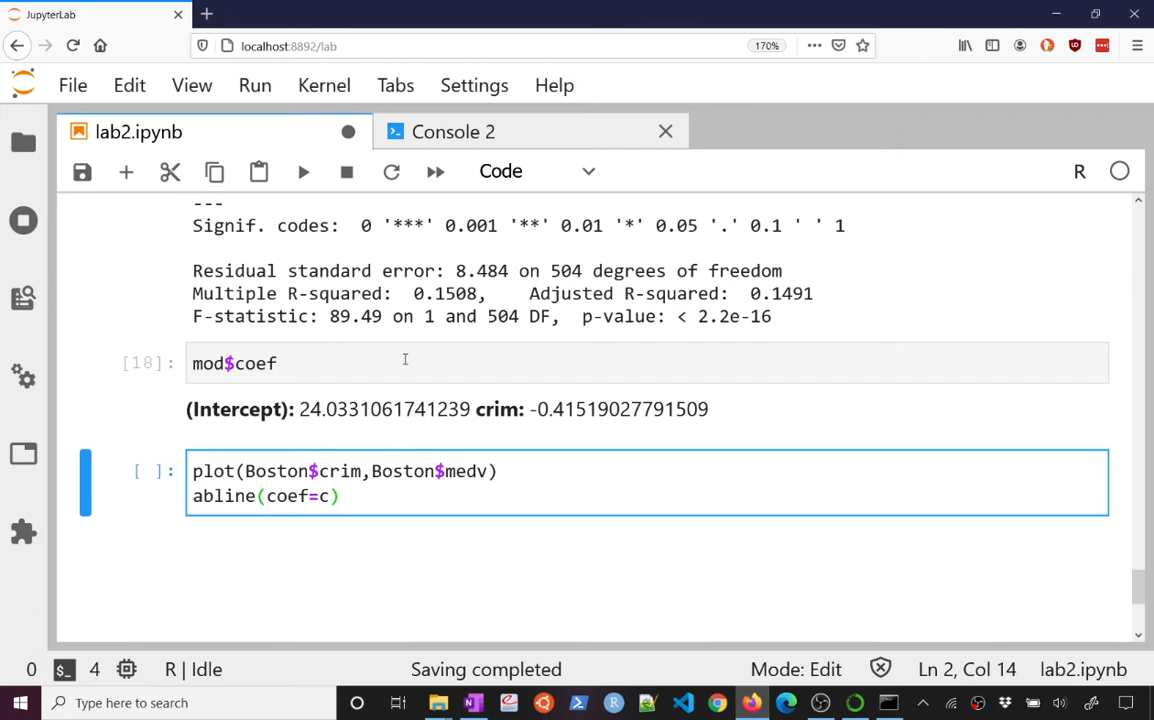 JupyterLab
localhost:8892/lab
170%
File Edit View Run Kernel Tabs Settings Help
lab2.ipynb
Console 2
Code
R
---
Signif. codes:  0 '***' 0.001 '**' 0.01 '*' 0.05 '.' 0.1 ' ' 1
Residual standard error: 8.484 on 504 degrees of freedom
Multiple R-squared:  0.1508,    Adjusted R-squared:  0.1491
F-statistic: 89.49 on 1 and 504 DF,  p-value: < 2.2e-16
[18]: mod$coef
(Intercept): 24.0331061741239 crim: -0.41519027791509
[ ]: plot(Boston$crim,Boston$medv)
abline(coef=c)
0 4 R | Idle Saving completed Mode: Edit Ln 2, Col 14 lab2.ipynb
Type here to search